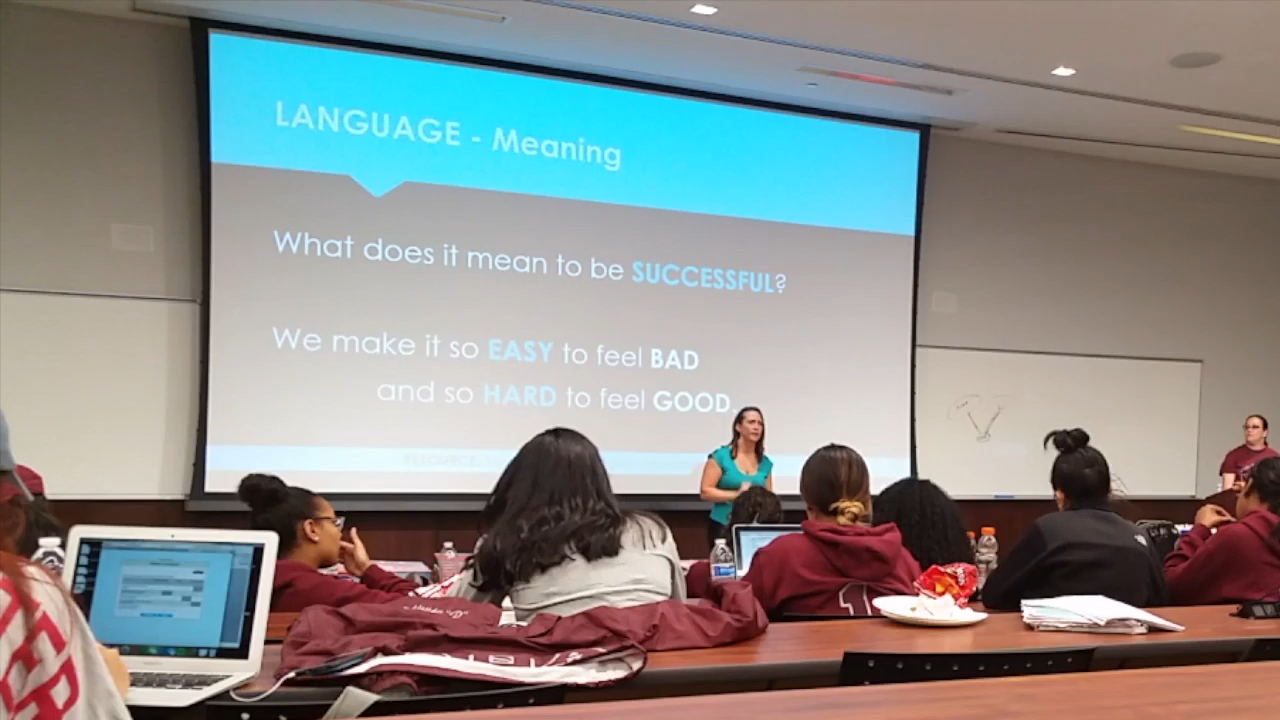 LANGUAGE - Meaning
What does it mean to be SUCCESSFUL?
We make it so EASY to feel BAD
and so HARD to feel GOOD.